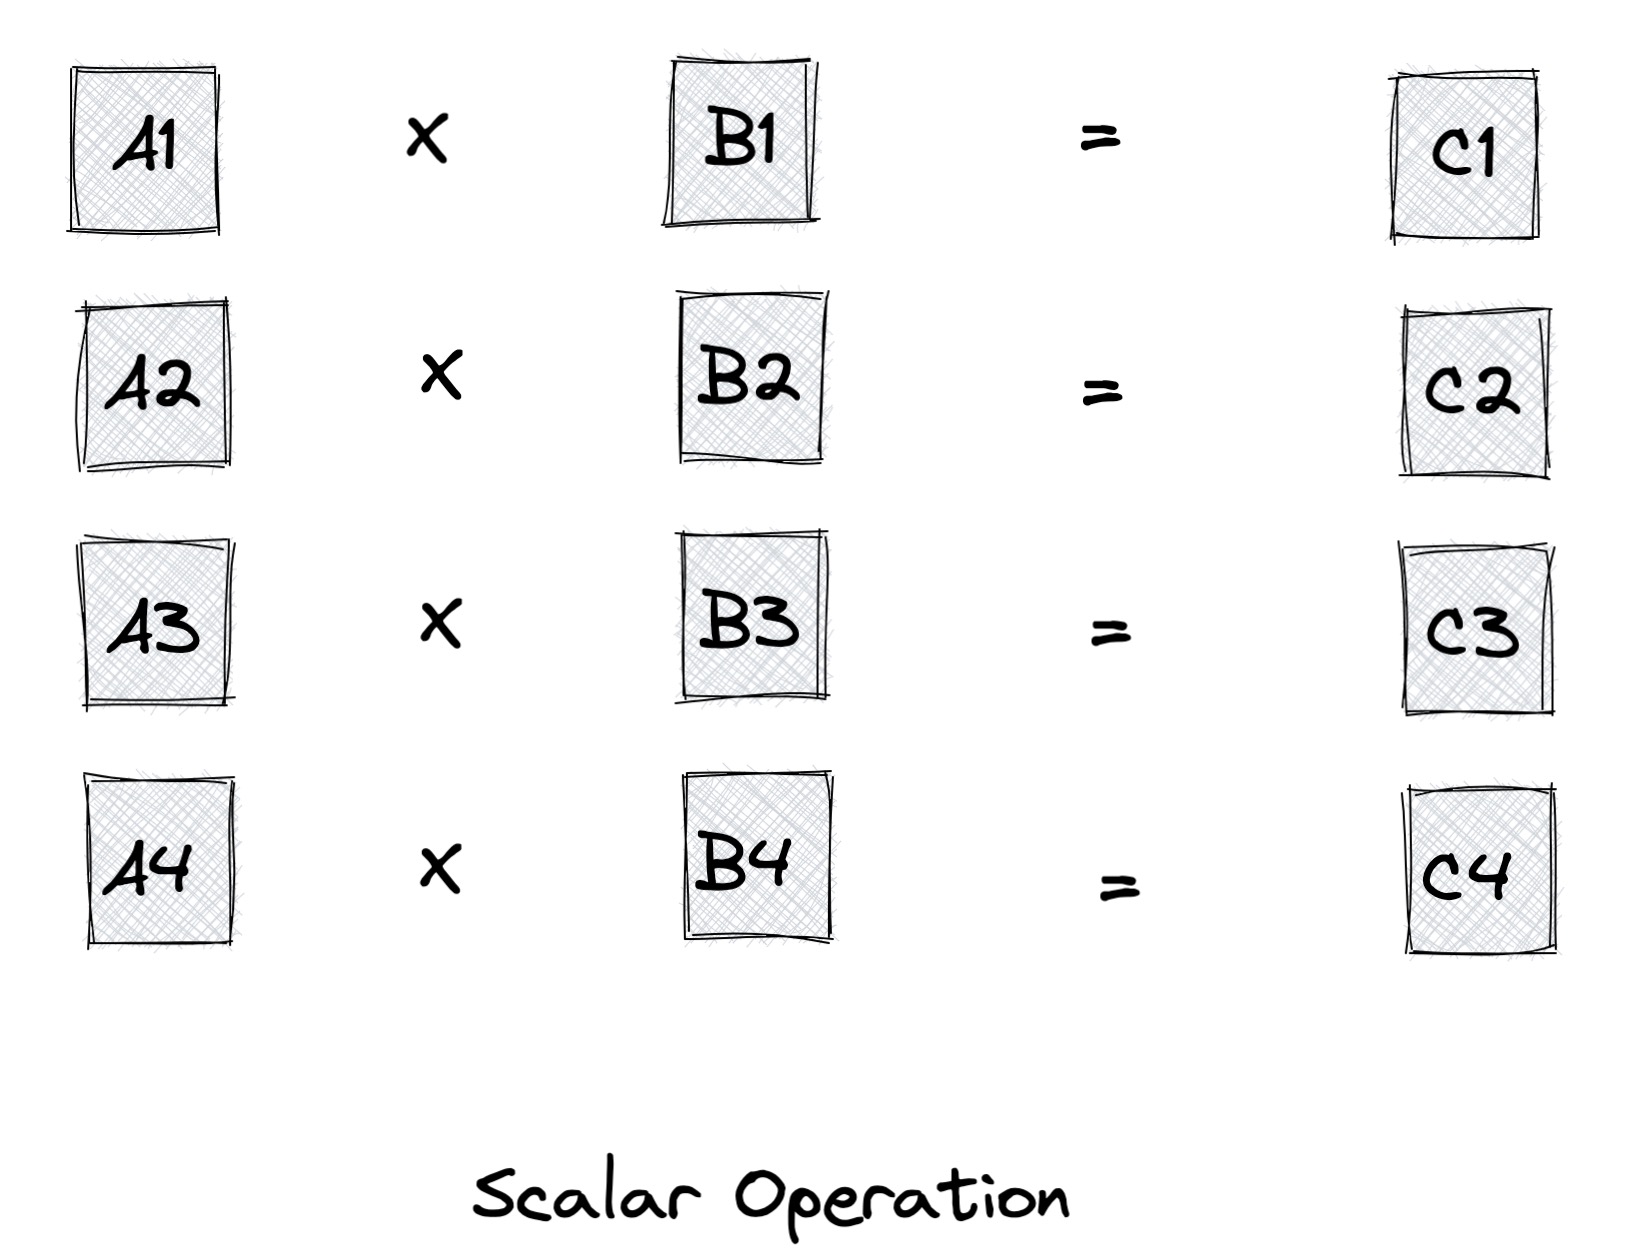 A1 x B1 = C1
A2 x B2 = C2
A3 x B3 = C3
A4 x B4 = C4
Scalar Operation